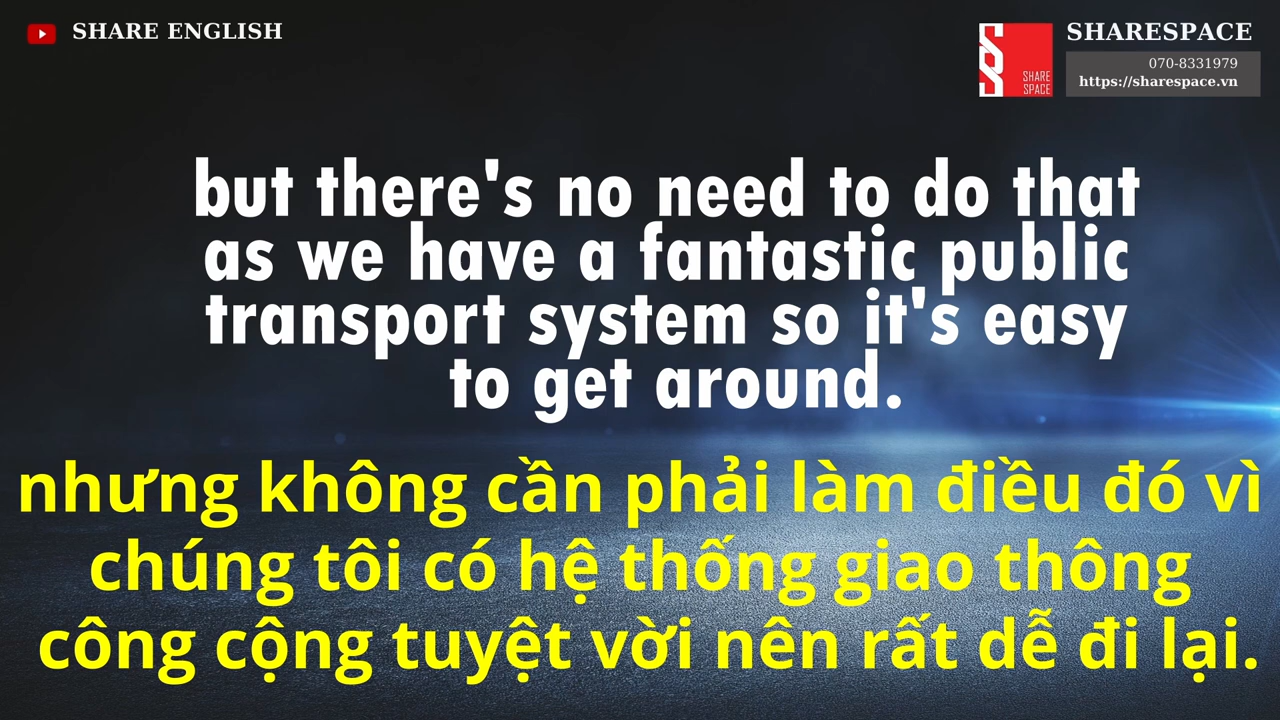 SHARE ENGLISH
SHARE
SPACE
SHARESPACE
070-8331979
https://sharespace.vn
but there's no need to do that
as we have a fantastic public
transport system so it's easy
to get around.
nhưng không cần phải làm điều đó vì
chúng tôi có hệ thống giao thông
công cộng tuyệt vời nên rất dễ đi lại.